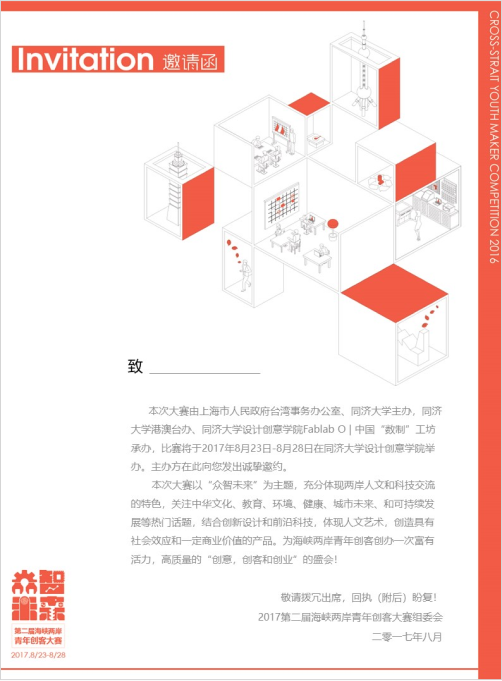 Invitation 邀请函
CROSS-STRAIT YOUTH MAKER COMPETITION 2016
致
本次大赛由上海市人民政府台湾事务办公室、同济大学主办，同济
大学港澳台办、同济大学设计创意学院Fablab O | 中国“数制”工坊
承办，比赛将于2017年8月23日-8月28日在同济大学设计创意学院举
办。主办方在此向您发出诚挚邀约。
本次大赛以“众智未来”为主题，充分体现两岸人文和科技交流
的特色，关注中华文化、教育、环境、健康、城市未来、和可持续发
展等热门话题，结合创新设计和前沿科技，体现人文艺术，创造具有
社会效应和一定商业价值的产品。为海峡两岸青年创客创办一次富有
活力，高质量的“创意，创客和创业”的盛会！
敬请拨冗出席，回执（附后）盼复！
2017第二届海峡两岸青年创客大赛组委会
二零一七年八月
第二届海峡两岸
青年创客大赛
2017.8/23-8/28